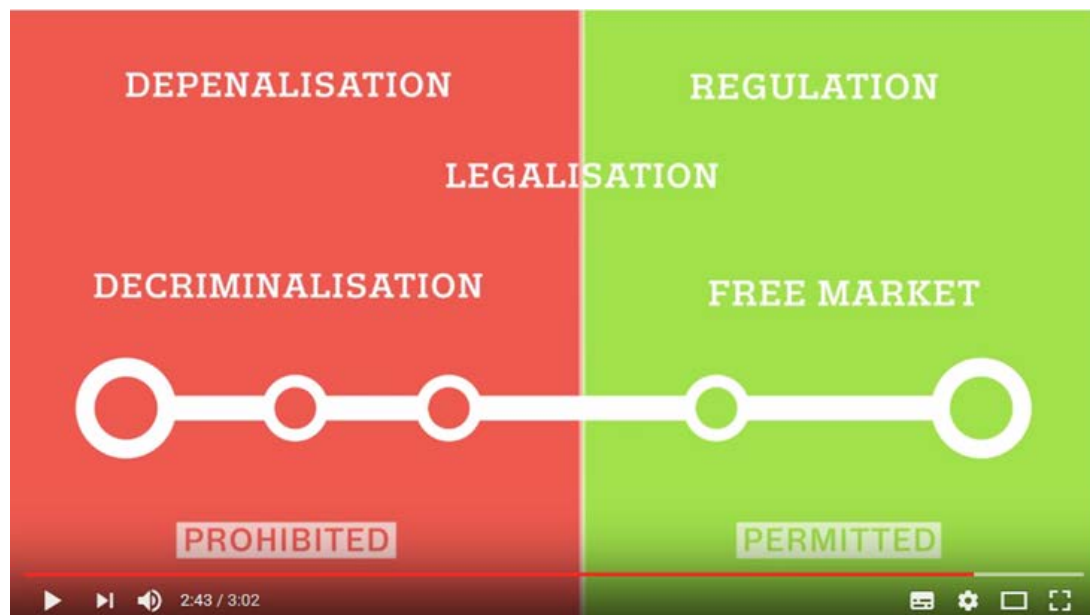 DEPENALISATION
REGULATION
LEGALISATION
DECRIMINALISATION
FREE MARKET
PROHIBITED
PERMITTED
2:43 / 3:02